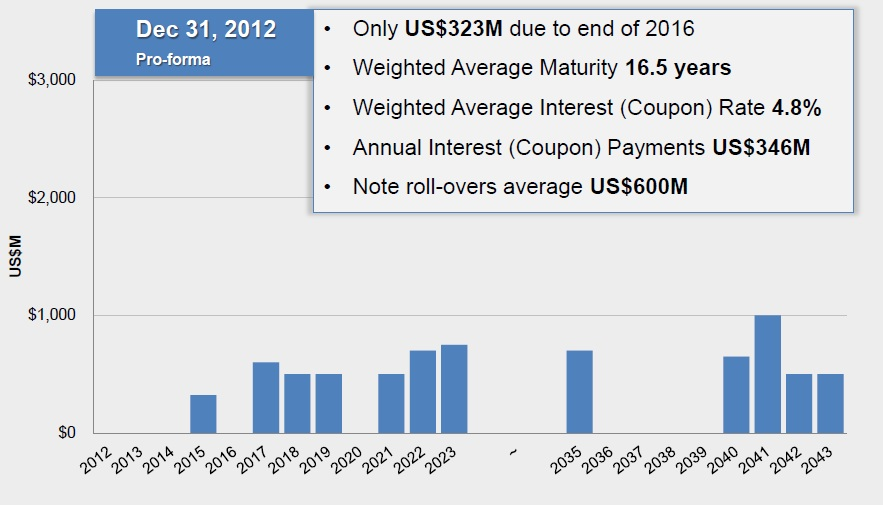 Dec 31, 2012
Pro-forma
• Only US$323M due to end of 2016
• Weighted Average Maturity 16.5 years
• Weighted Average Interest (Coupon) Rate 4.8%
• Annual Interest (Coupon) Payments US$346M
• Note roll-overs average US$600M
$3,000
$2,000
$1,000
$0
US$M
2012 2013 2014 2015 2016 2017 2018 2019 2020 2021 2022 2023 ~ 2035 2036 2037 2038 2039 2040 2041 2042 2043